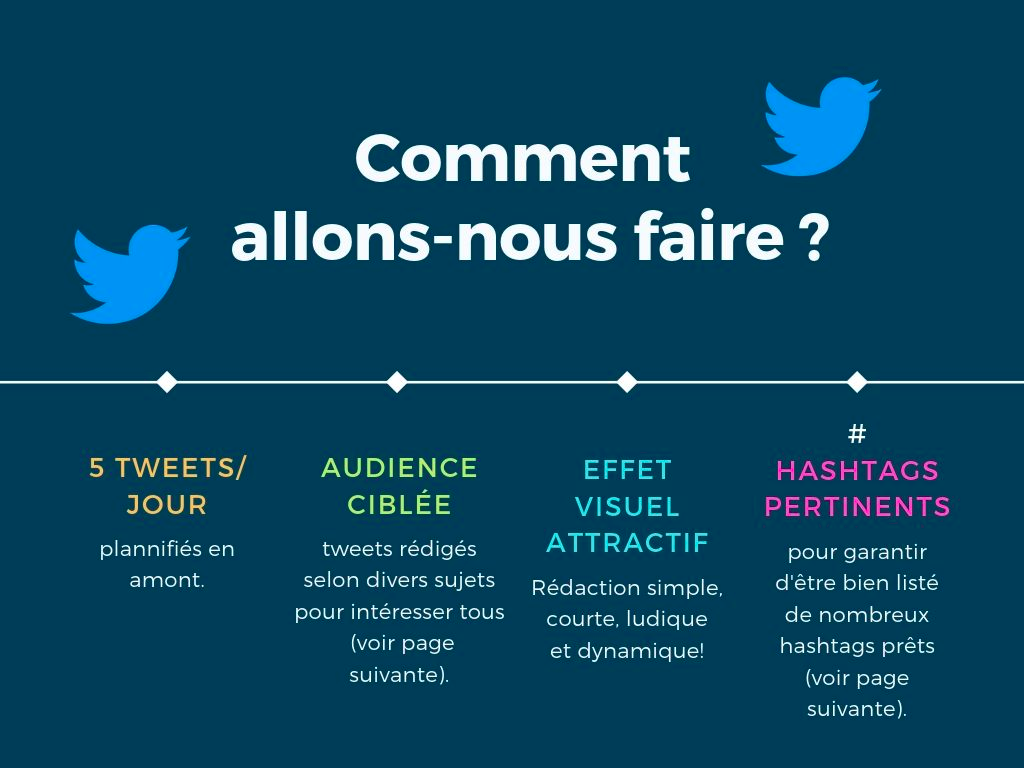 Comment
allons-nous faire ?
5 TWEETS/
JOUR
plannifiés en
amont.
AUDIENCE
CIBLÉE
tweets rédigés
selon divers sujets
pour intéresser tous
(voir page
suivante).
EFFET
VISUEL
ATTRACTIF
Rédaction simple,
courte, ludique
et dynamique!
#
HASHTAGS
PERTINENTS
pour garantir
d'être bien listé
de nombreux
hashtags prêts
(voir page
suivante).